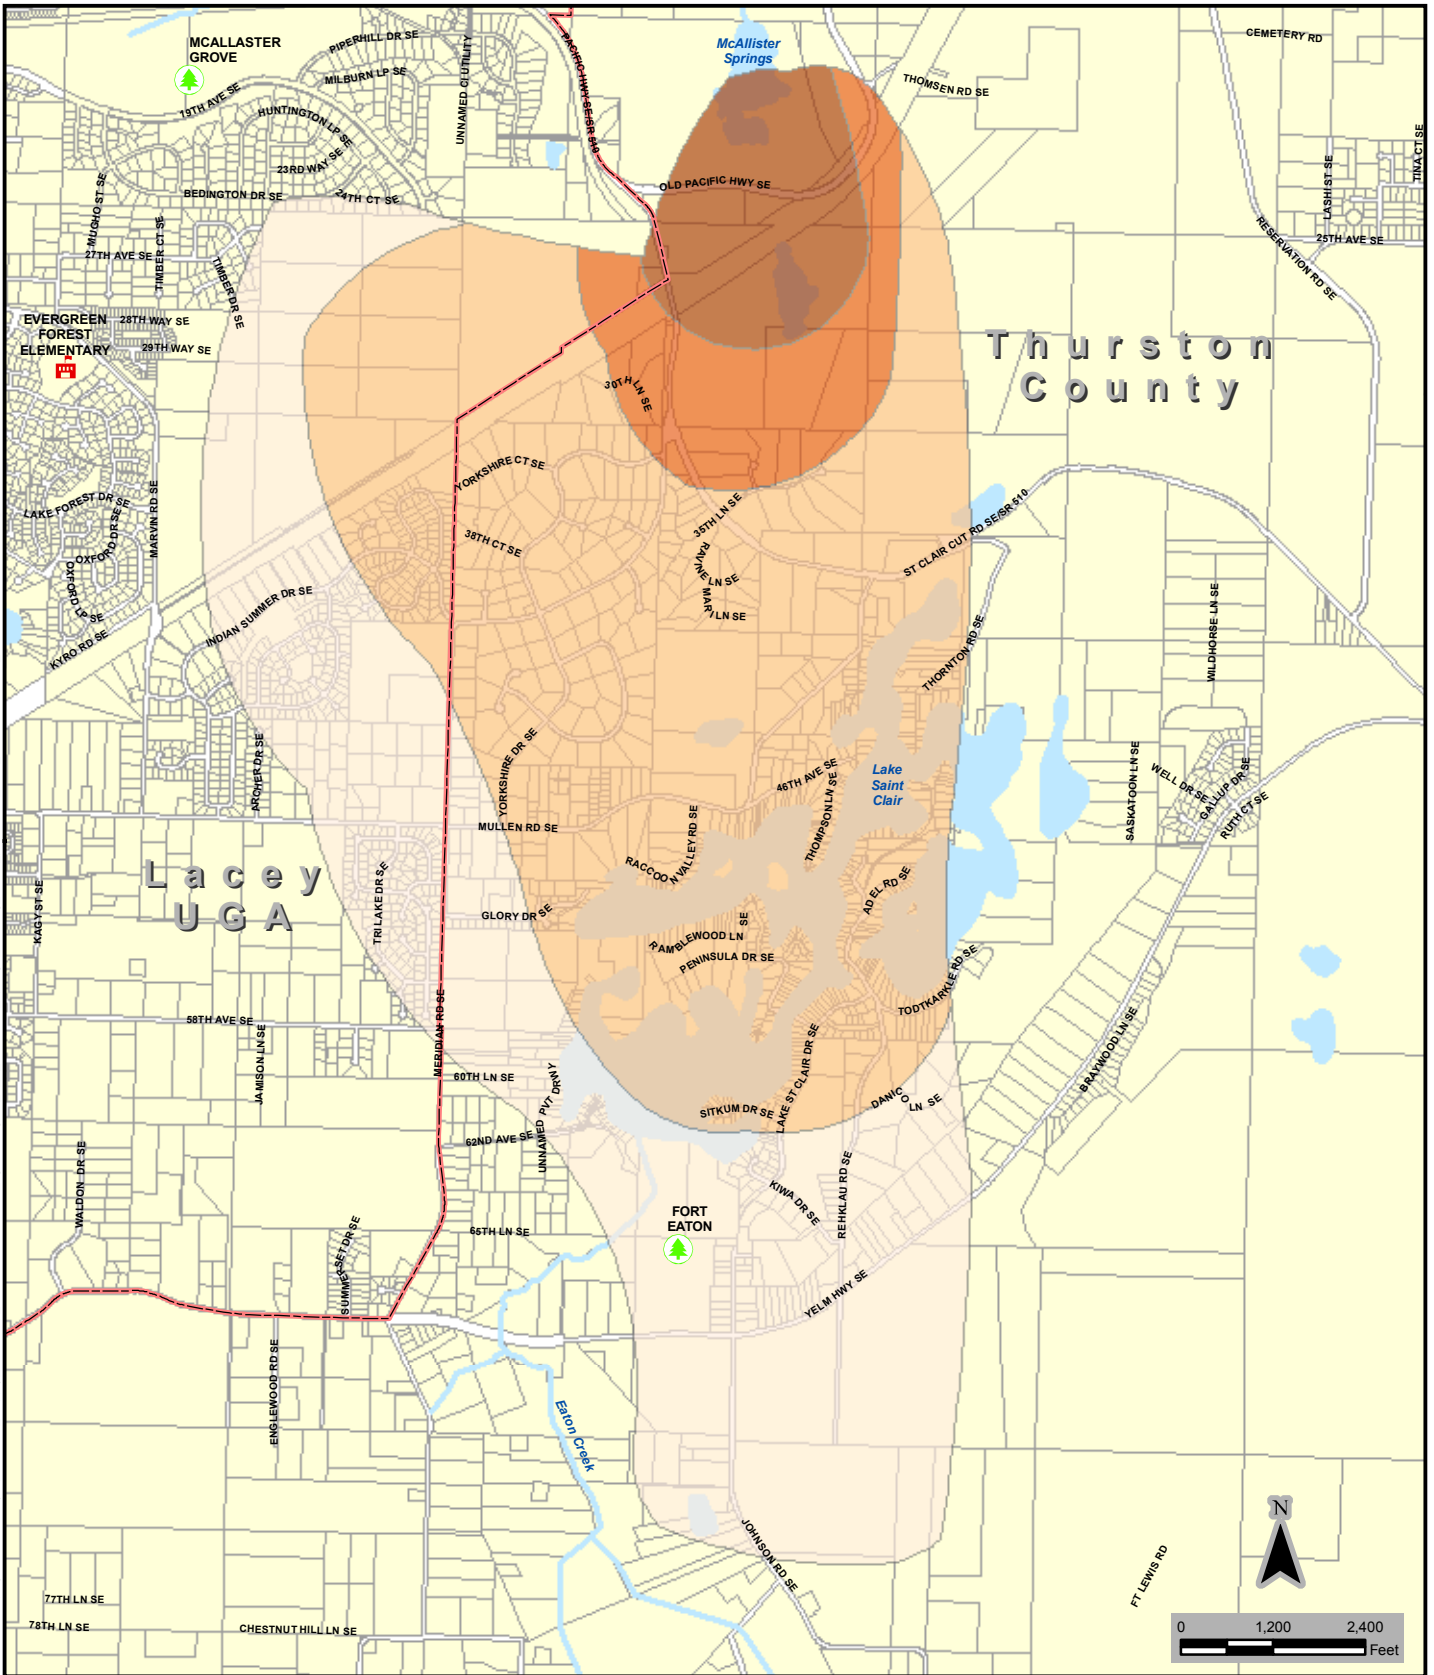 MCALLASTER
GROVE
PIPERHILL DR SE
MILBURN LP SE
19TH AVE SE
HUNTINGTON LP SE
23RD WAY SE
BEDINGTON DR SE
24TH CT SE
UNNAMED CI UTILITY
PACIFIC HWY SE/SR 510
McAllister
Springs
THOMSEN RD SE
CEMETERY RD
OLD PACIFIC HWY SE
LASHI ST SE
TINA CT SE
25TH AVE SE
RESERVATION RD SE
MUGHO ST SE
27TH AVE SE
TIMBER CT SE
TIMBER DR SE
EVERGREEN
FOREST
ELEMENTARY
28TH WAY SE
29TH WAY SE
Thurston
County
30TH LN SE
YORKSHIRE CT SE
38TH CT SE
35TH LN SE
RAVINE LN SE
MARI LN SE
ST CLAIR CUT RD SE/SR 510
LAKE FOREST DR SE
OXFORD DR SE
OXFORD LP SE
MARVIN RD SE
KYRO RD SE
INDIAN SUMMER DR SE
THORNTON RD SE
WILDHORSE LN SE
YORKSHIRE DR SE
46TH AVE SE
Lake
Saint
Clair
THOMPSON LN SE
ARCHER DR SE
MULLEN RD SE
RACCOON VALLEY RD SE
SASKATOON LN SE
WELL DR SE
GALLUP DR SE
RUTH CT SE
Lacey
UGA
KAGY ST SE
TRI LAKE DR SE
GLORY DR SE
AD EL RD SE
RAMBLEWOOD LN SE
PENINSULA DR SE
TODTKARKLE RD SE
58TH AVE SE
JAMISON LN SE
MERIDIAN RD SE
60TH LN SE
UNNAMED PVT DRWY
62ND AVE SE
SITKUM DR SE
LAKE ST CLAIR DR SE
DANICO LN SE
BRAYWOOD LN SE
WALDON DR SE
SUMMERSET DR SE
65TH LN SE
FORT
EATON
KIWA DR SE
REHKLAU RD SE
YELM HWY SE
ENGLEWOOD RD SE
Eaton Creek
JOHNSON RD SE
FT LEWIS RD
77TH LN SE
78TH LN SE
CHESTNUT HILL LN SE
N
0 1,200 2,400
Feet